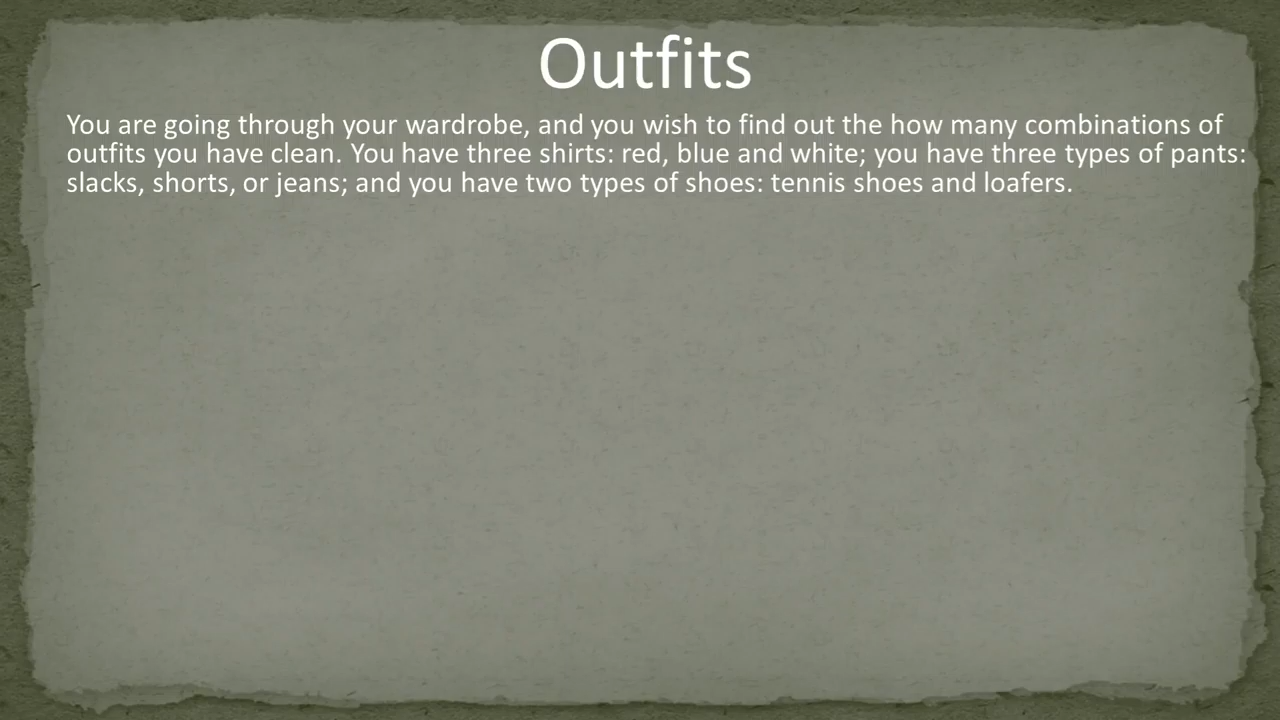 Outfits
You are going through your wardrobe, and you wish to find out the how many combinations of
outfits you have clean. You have three shirts: red, blue and white; you have three types of pants:
slacks, shorts, or jeans; and you have two types of shoes: tennis shoes and loafers.